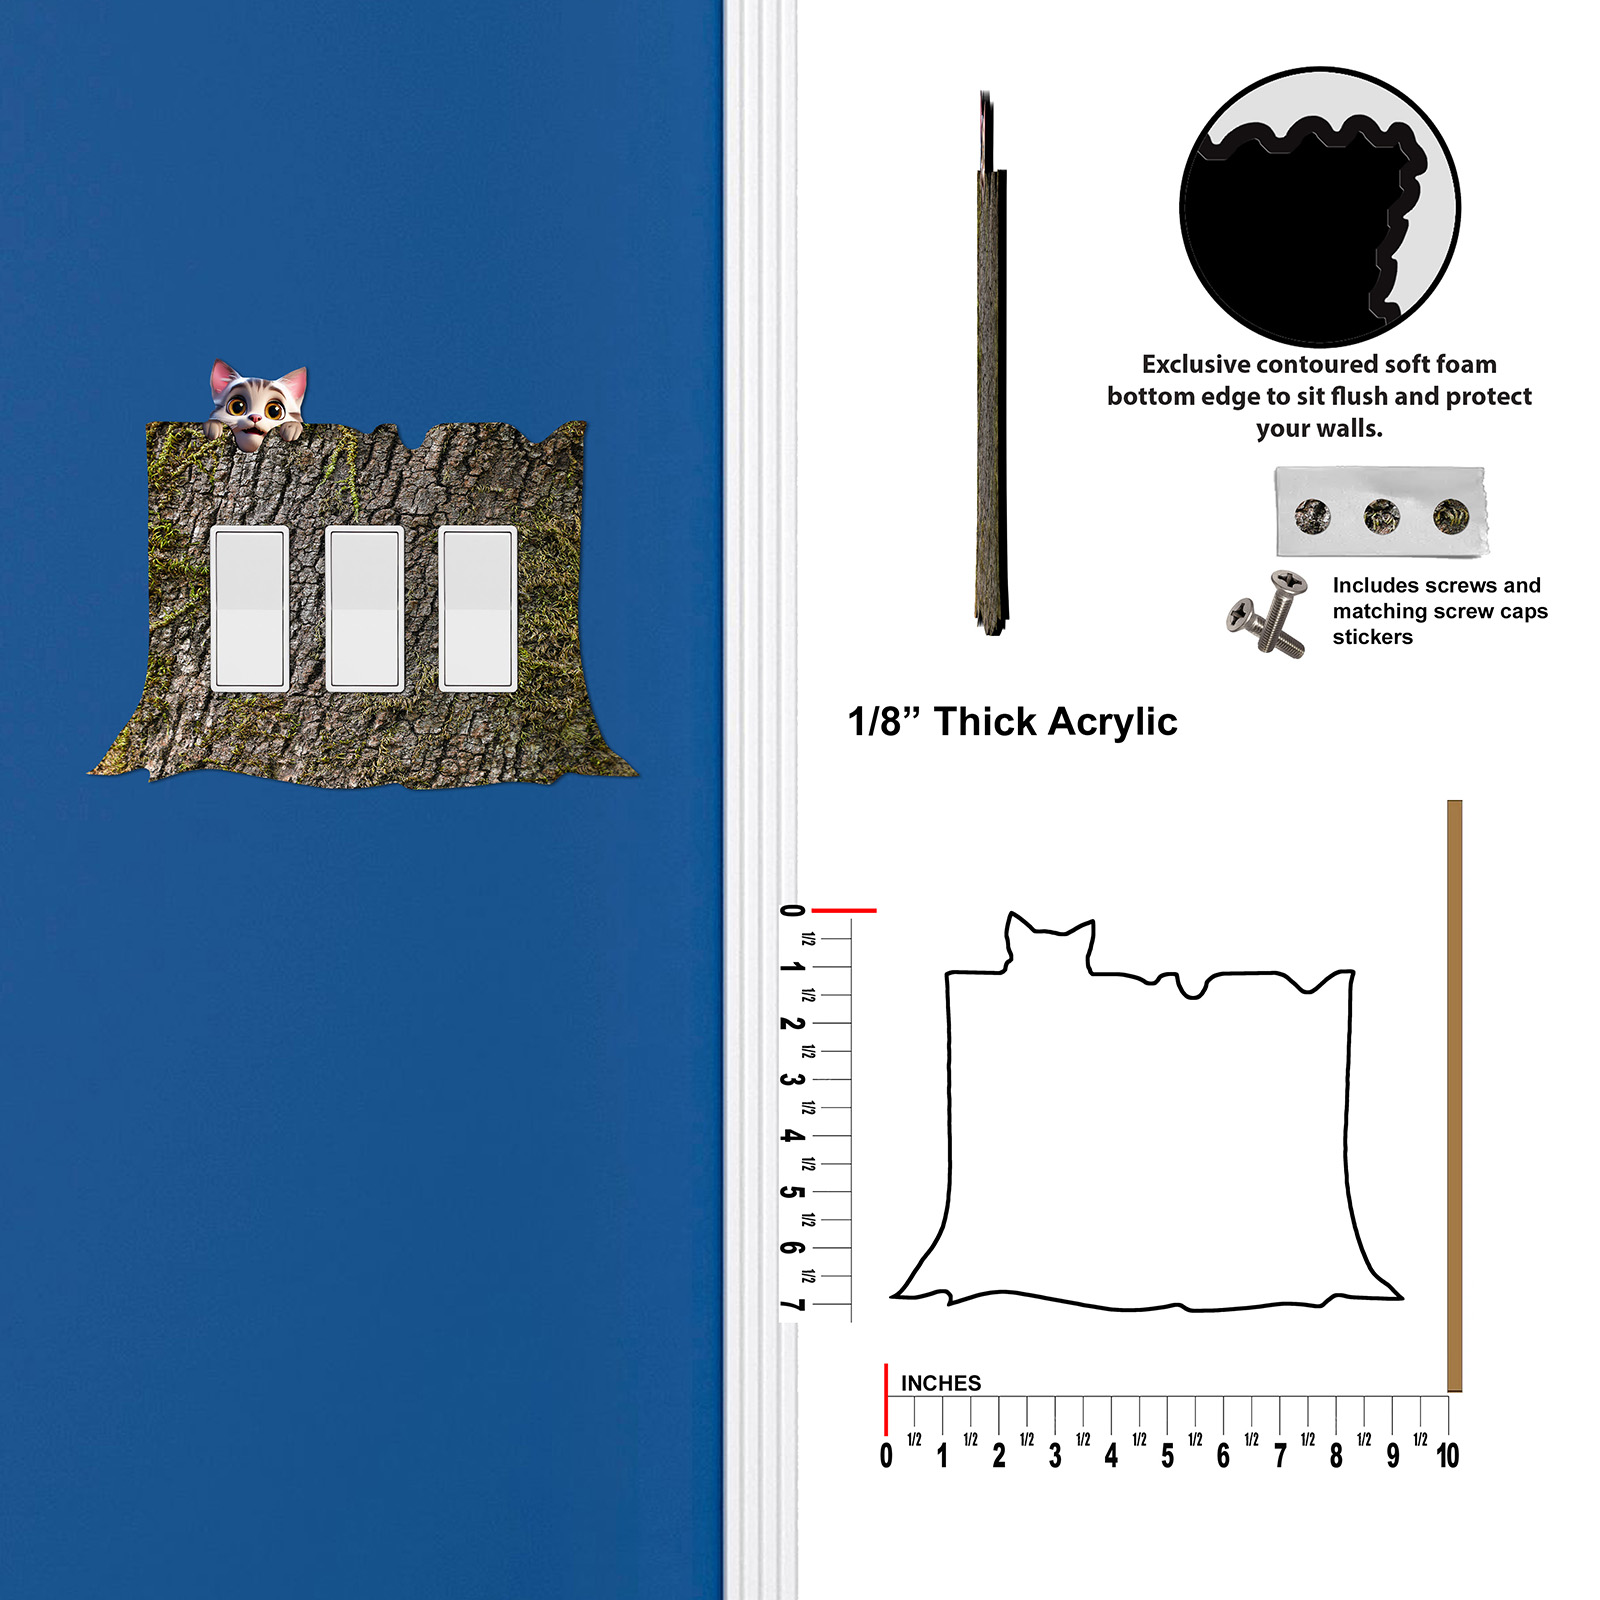 Exclusive contoured soft foam
bottom edge to sit flush and protect
your walls.
Includes screws and
matching screw caps
stickers
1/8” Thick Acrylic
0
1/2
1
1/2
2
1/2
3
1/2
4
1/2
5
1/2
6
1/2
7
INCHES
0 1/2 1 1/2 2 1/2 3 1/2 4 1/2 5 1/2 6 1/2 7 1/2 8 1/2 9 1/2 10